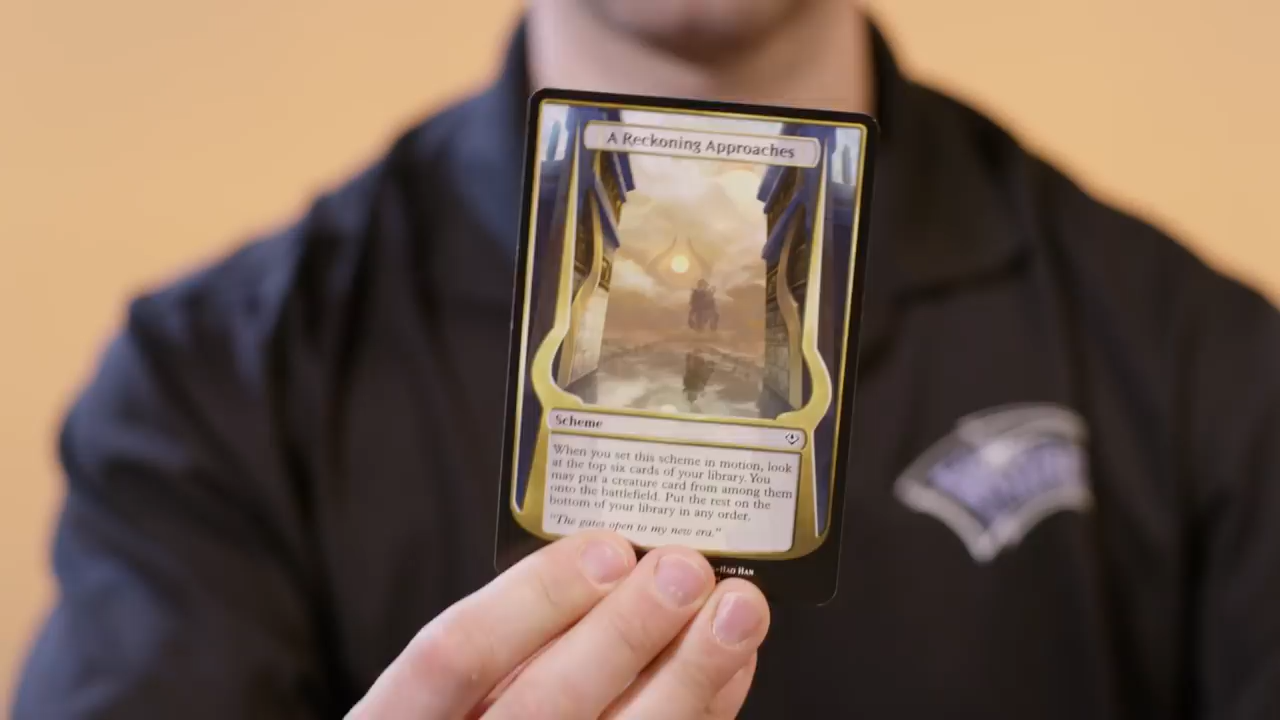 A Reckoning Approaches
Scheme
When you set this scheme in motion, look
at the top six cards of your library. You
may put a creature card from among them
onto the battlefield. Put the rest on the
bottom of your library in any order.
"The gates open to my new era."
Han